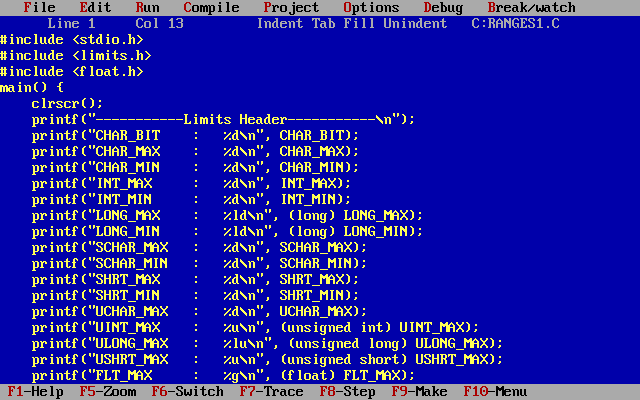 File Edit Run Compile Project Options Debug Break/watch
Line 1 Col 13 Indent Tab Fill Unindent C:RANGES1.C
#include <stdio.h>
#include <limits.h>
#include <float.h>
main() {
    clrscr();
    printf("-----------Limits Header-----------\n");
    printf("CHAR_BIT    :   %d\n", CHAR_BIT);
    printf("CHAR_MAX    :   %d\n", CHAR_MAX);
    printf("CHAR_MIN    :   %d\n", CHAR_MIN);
    printf("INT_MAX     :   %d\n", INT_MAX);
    printf("INT_MIN     :   %d\n", INT_MIN);
    printf("LONG_MAX    :   %ld\n", (long) LONG_MAX);
    printf("LONG_MIN    :   %ld\n", (long) LONG_MIN);
    printf("SCHAR_MAX   :   %d\n", SCHAR_MAX);
    printf("SCHAR_MIN   :   %d\n", SCHAR_MIN);
    printf("SHRT_MAX    :   %d\n", SHRT_MAX);
    printf("SHRT_MIN    :   %d\n", SHRT_MIN);
    printf("UCHAR_MAX   :   %d\n", UCHAR_MAX);
    printf("UINT_MAX    :   %u\n", (unsigned int) UINT_MAX);
    printf("ULONG_MAX   :   %lu\n", (unsigned long) ULONG_MAX);
    printf("USHRT_MAX   :   %u\n", (unsigned short) USHRT_MAX);
    printf("FLT_MAX     :   %g\n", (float) FLT_MAX);
F1-Help F5-Zoom F6-Switch F7-Trace F8-Step F9-Make F10-Menu